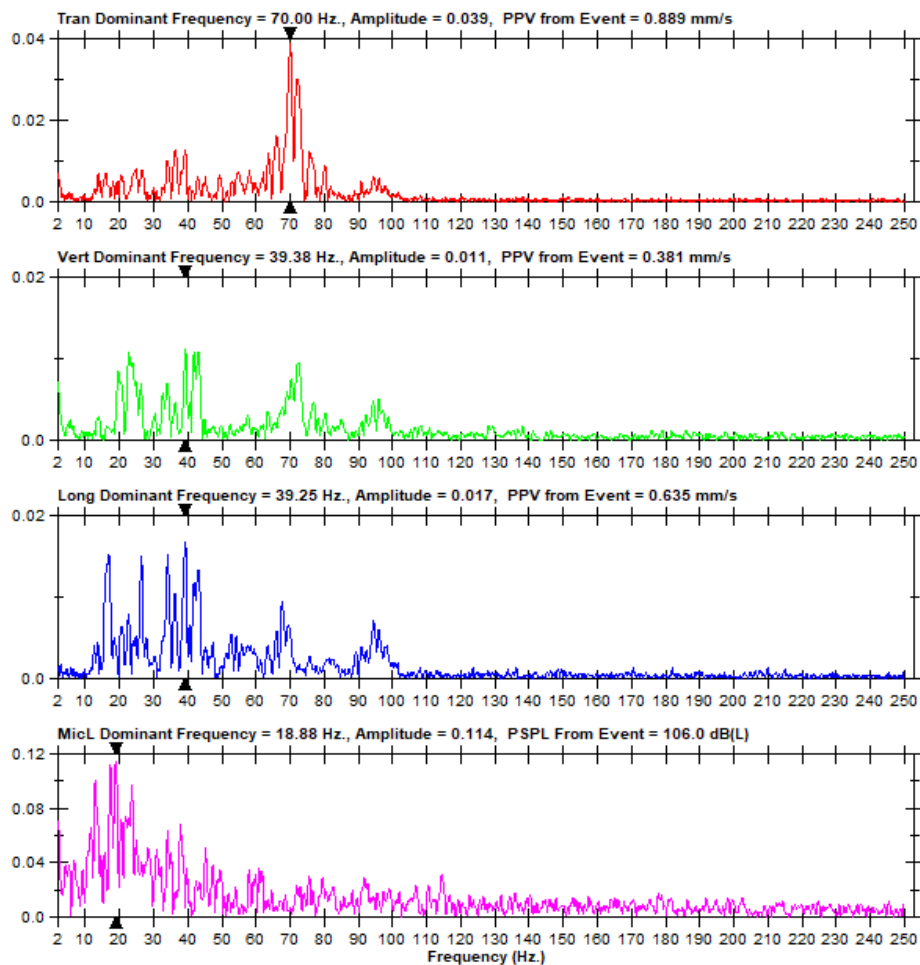 Tran Dominant Frequency = 70.00 Hz., Amplitude = 0.039, PPV from Event = 0.889 mm/s
0.04
0.02
0.0
2 10 20 30 40 50 60 70 80 90 100 110 120 130 140 150 160 170 180 190 200 210 220 230 240 250
Vert Dominant Frequency = 39.38 Hz., Amplitude = 0.011, PPV from Event = 0.381 mm/s
0.02
0.0
2 10 20 30 40 50 60 70 80 90 100 110 120 130 140 150 160 170 180 190 200 210 220 230 240 250
Long Dominant Frequency = 39.25 Hz., Amplitude = 0.017, PPV from Event = 0.635 mm/s
0.02
0.0
2 10 20 30 40 50 60 70 80 90 100 110 120 130 140 150 160 170 180 190 200 210 220 230 240 250
MicL Dominant Frequency = 18.88 Hz., Amplitude = 0.114, PSPL From Event = 106.0 dB(L)
0.12
0.08
0.04
0.0
2 10 20 30 40 50 60 70 80 90 100 110 120 130 140 150 160 170 180 190 200 210 220 230 240 250
Frequency (Hz.)